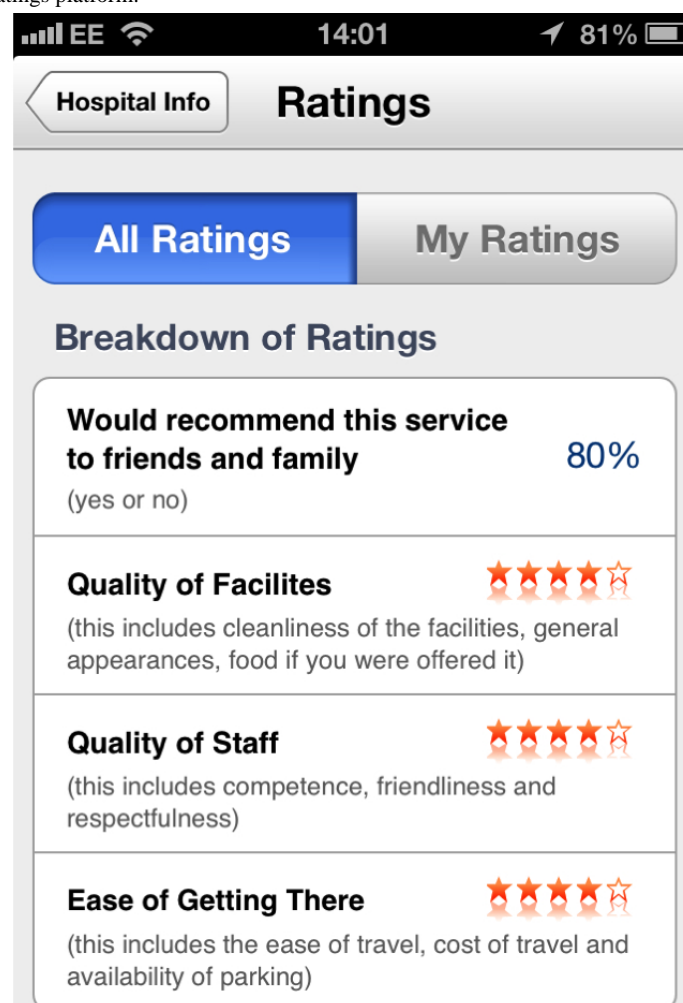 atings platform.
EE 14:01 81%
Hospital Info Ratings
All Ratings My Ratings
Breakdown of Ratings
Would recommend this service
to friends and family 80%
(yes or no)
Quality of Facilites
(this includes cleanliness of the facilities, general
appearances, food if you were offered it)
Quality of Staff
(this includes competence, friendliness and
respectfulness)
Ease of Getting There
(this includes the ease of travel, cost of travel and
availability of parking)